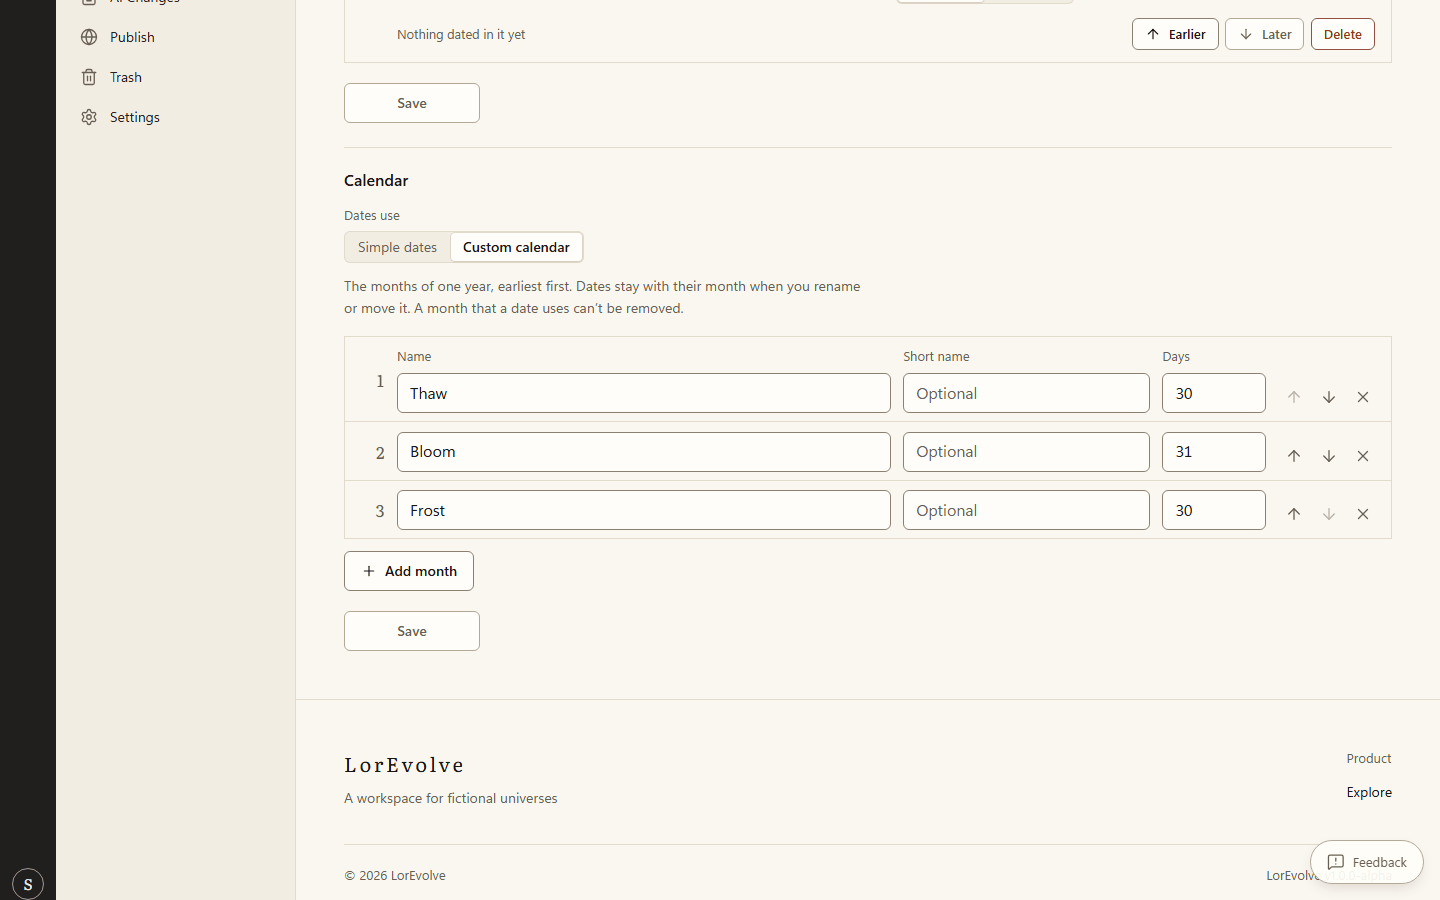 Publish
Trash
Settings
Nothing dated in it yet
Earlier
Later
Delete
Save
Calendar
Dates use
Simple dates
Custom calendar
The months of one year, earliest first. Dates stay with their month when you rename
or move it. A month that a date uses can't be removed.
Name
Short name
Days
1
Thaw
Optional
30
2
Bloom
Optional
31
3
Frost
Optional
30
Add month
Save
LorEvolve
A workspace for fictional universes
Product
Explore
Feedback
© 2026 LorEvolve
LorEvolve
S